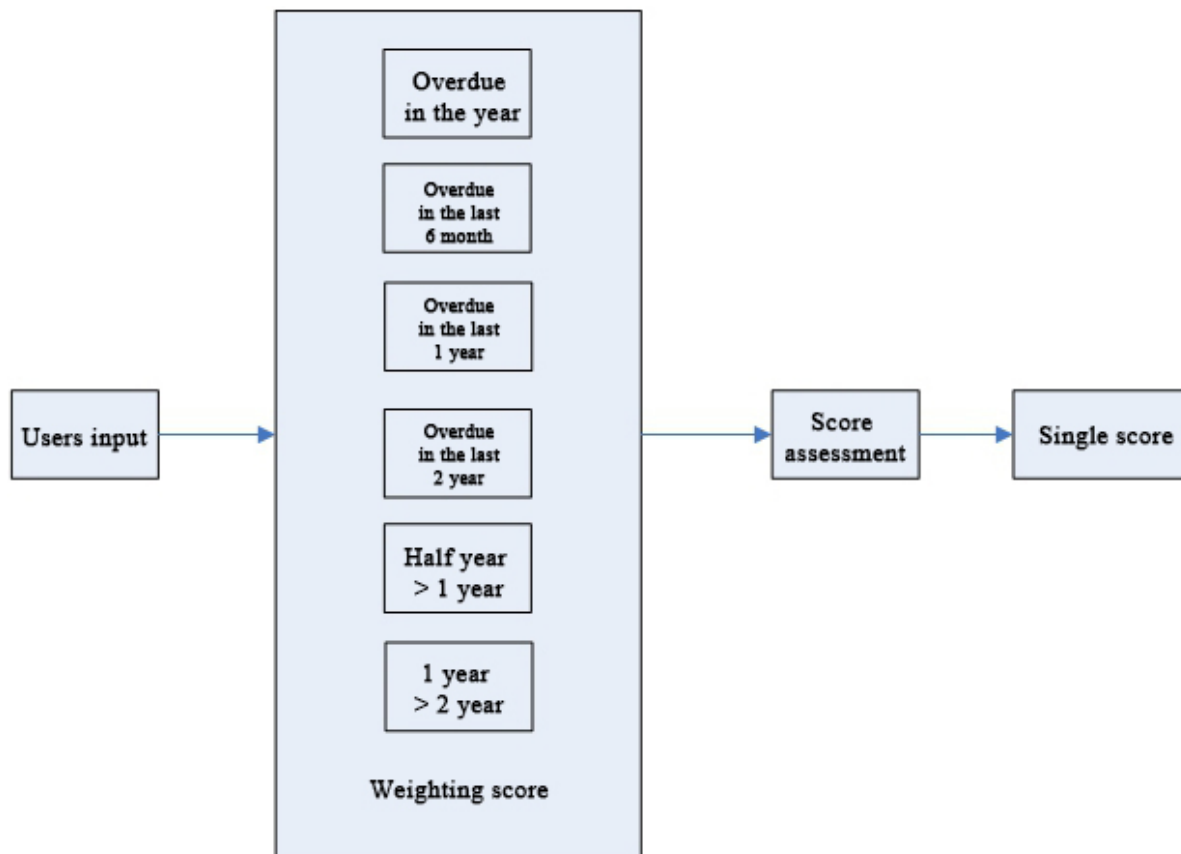 Users input
Overdue
in the year
Overdue
in the last
6 month
Overdue
in the last
1 year
Overdue
in the last
2 year
Half year
> 1 year
1 year
> 2 year
Weighting score
Score
assessment
Single score